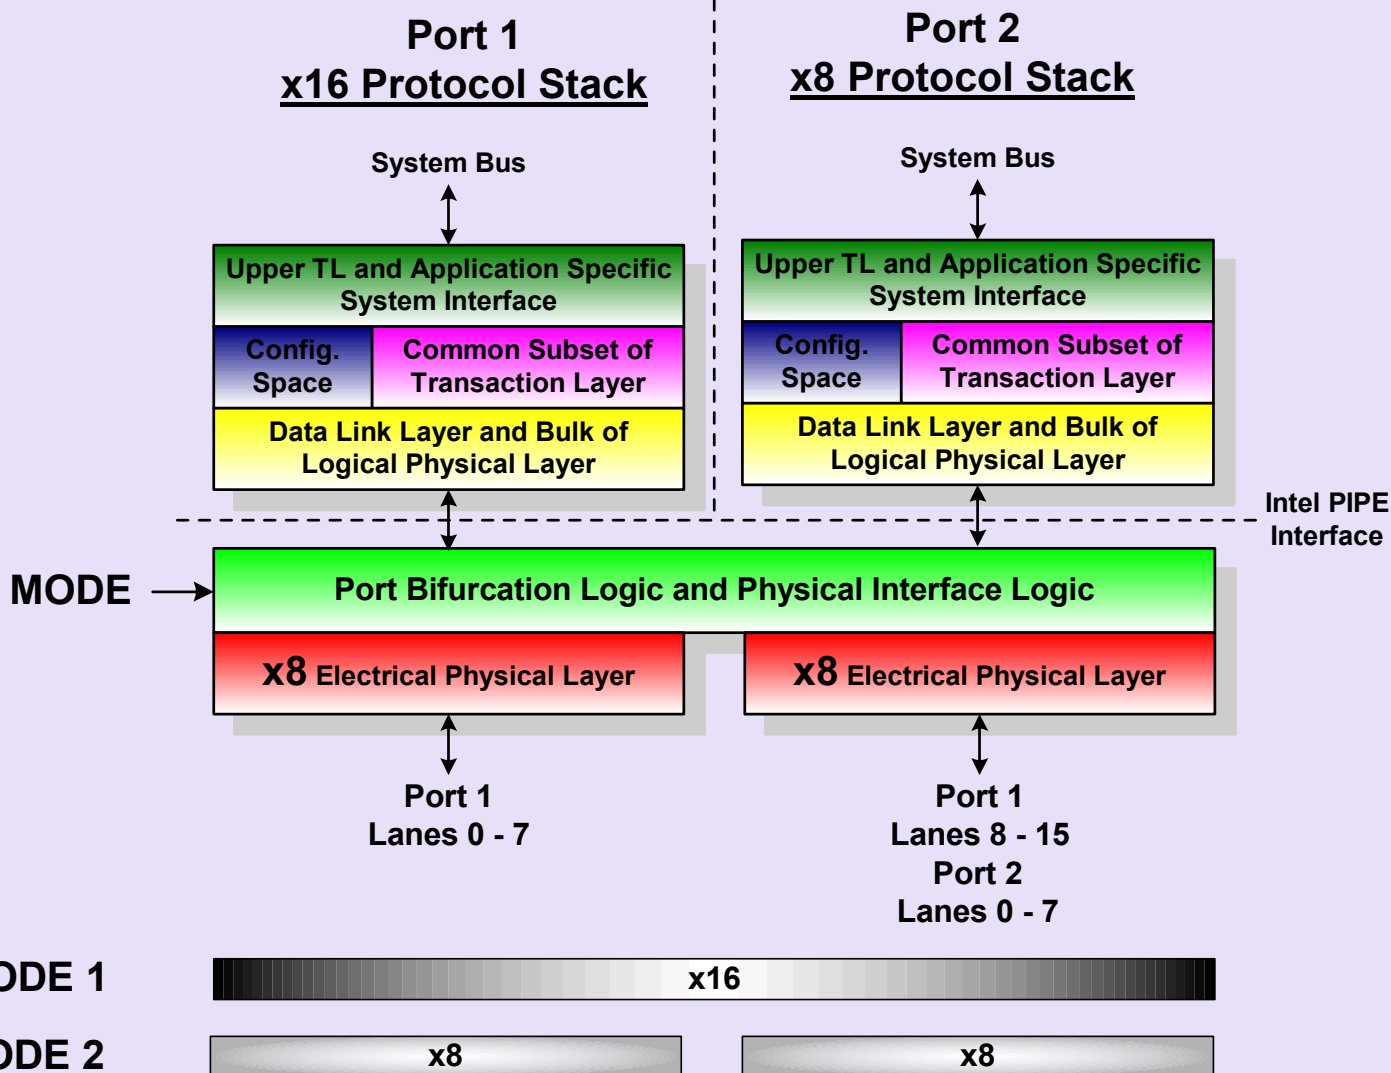 Port 1
x16 Protocol Stack
Port 2
x8 Protocol Stack
System Bus
System Bus
Upper TL and Application Specific
System Interface
Upper TL and Application Specific
System Interface
Config.
Space
Common Subset of
Transaction Layer
Config.
Space
Common Subset of
Transaction Layer
Data Link Layer and Bulk of
Logical Physical Layer
Data Link Layer and Bulk of
Logical Physical Layer
Intel PIPE
Interface
MODE
Port Bifurcation Logic and Physical Interface Logic
x8 Electrical Physical Layer
x8 Electrical Physical Layer
Port 1
Lanes 0 - 7
Port 1
Lanes 8 - 15
Port 2
Lanes 0 - 7
ODE 1
x16
ODE 2
x8
x8